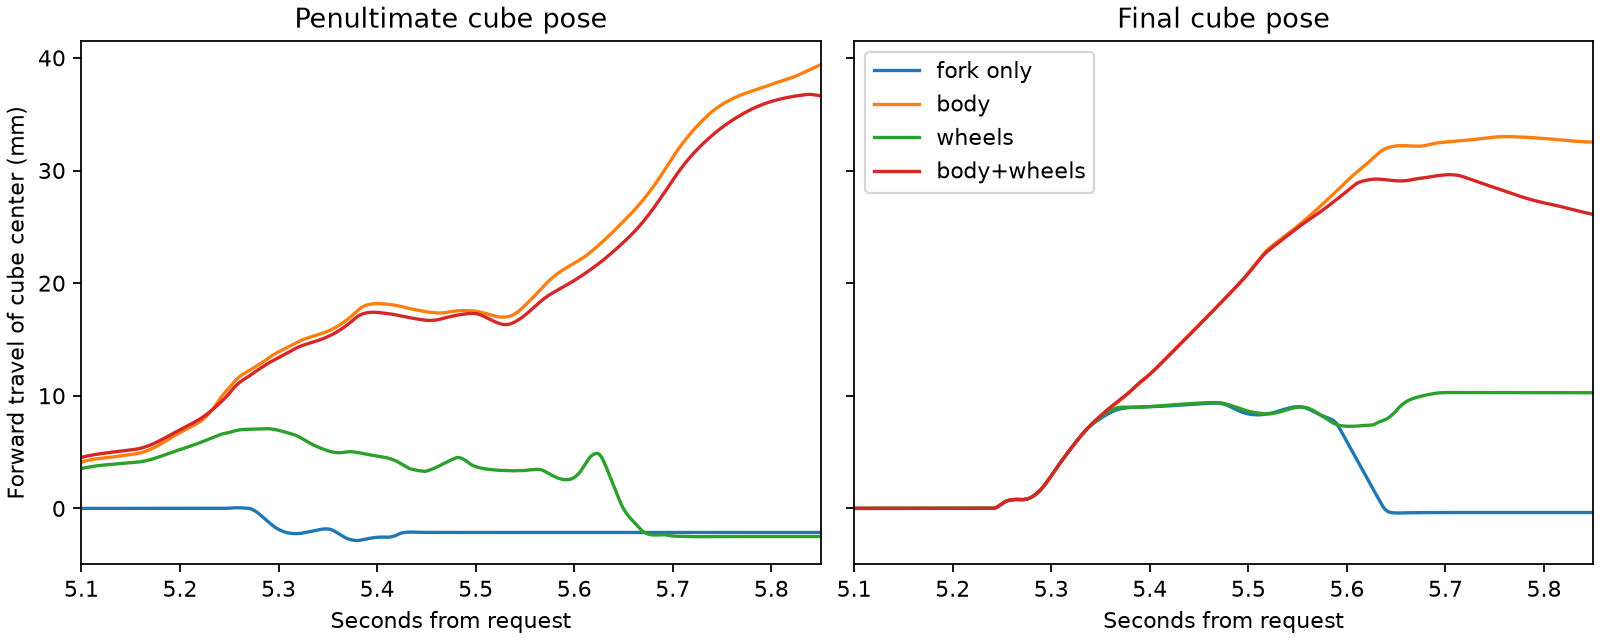 Penultimate cube pose
Final cube pose
Forward travel of cube center (mm)
40
30
20
10
0
fork only
body
wheels
body+wheels
5.1 5.2 5.3 5.4 5.5 5.6 5.7 5.8
5.1 5.2 5.3 5.4 5.5 5.6 5.7 5.8
Seconds from request
Seconds from request